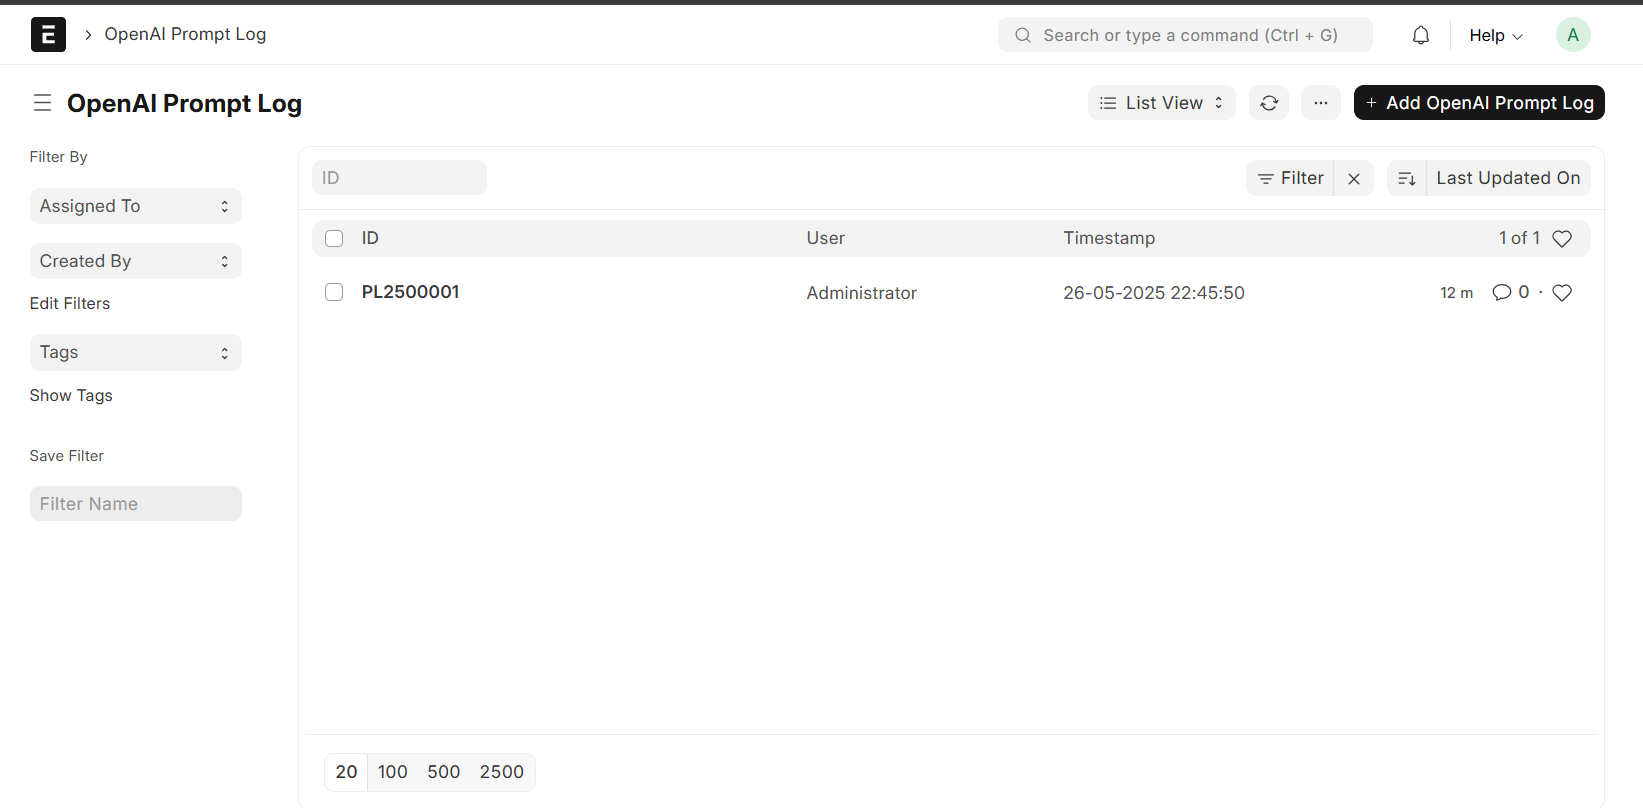 E
OpenAI Prompt Log
Search or type a command (Ctrl + G)
Help
A
OpenAI Prompt Log
List View
+ Add OpenAI Prompt Log
Filter By
Assigned To
Created By
Edit Filters
Tags
Show Tags
Save Filter
Filter Name
ID
Filter
Last Updated On
ID User Timestamp 1 of 1
PL2500001 Administrator 26-05-2025 22:45:50 12 m 0 ·
20 100 500 2500